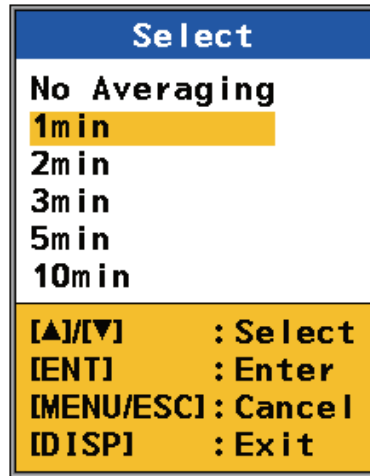 Select
No Averaging
1min
2min
3min
5min
10min
[▲]/[▼] :Select
[ENT] :Enter
[MENU/ESC]:Cancel
[DISP] :Exit